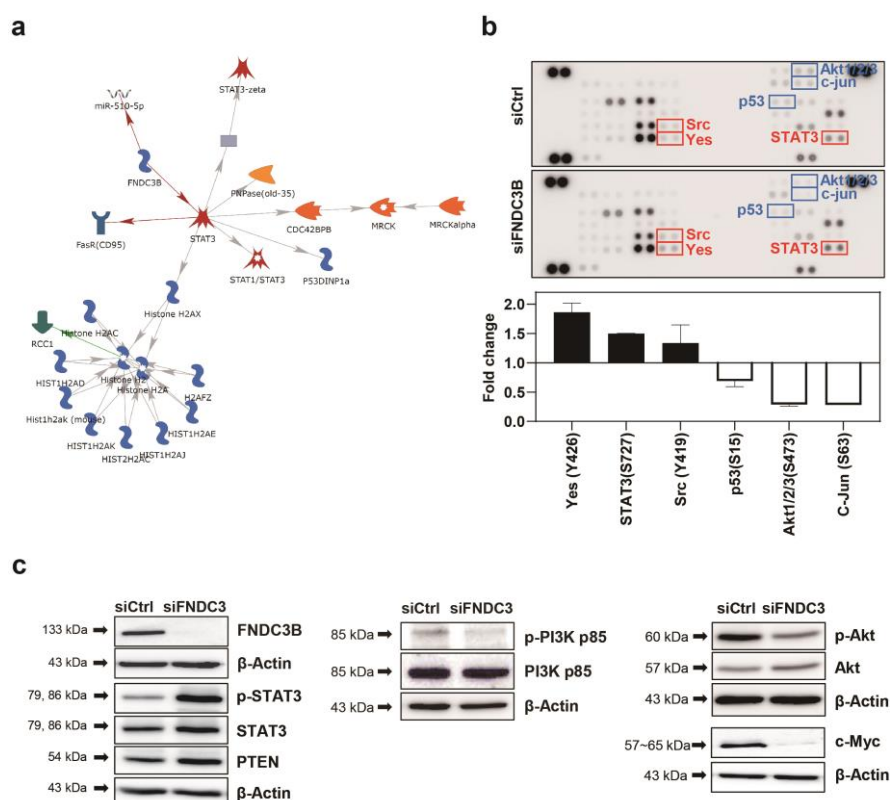 a
STAT3-zeta
miR-510-5p
FNDC3B
PNPase(old-35)
FasR(CD95)
STAT3
CDC42BPB
MRCK
MRCKalpha
STAT1/STAT3
P53DINP1a
Histone H2AX
Histone H2AC
RCC1
Histone H2
Histone H2A
HIST1H2AD
H2AFZ
Hist1h2ak (mouse)
HIST1H2AE
HIST1H2AK
HIST2H2AC
HIST1H2AJ
b
siCtrl
Akt1/2/3
c-jun
p53
Src
Yes
STAT3
siFNDC3B
Akt1/2/3
c-jun
p53
Src
Yes
STAT3
Fold change
2.0
1.5
1.0
0.5
0.0
Yes (Y426)
STAT3(S727)
Src (Y419)
p53(S15)
Akt1/2/3(S473)
C-Jun (S63)
c
siCtrl siFNDC3
133 kDa FNDC3B
43 kDa β-Actin
79, 86 kDa p-STAT3
79, 86 kDa STAT3
54 kDa PTEN
43 kDa β-Actin
siCtrl siFNDC3
85 kDa p-PI3K p85
85 kDa PI3K p85
43 kDa β-Actin
siCtrl siFNDC3
60 kDa p-Akt
57 kDa Akt
43 kDa β-Actin
57~65 kDa c-Myc
43 kDa β-Actin